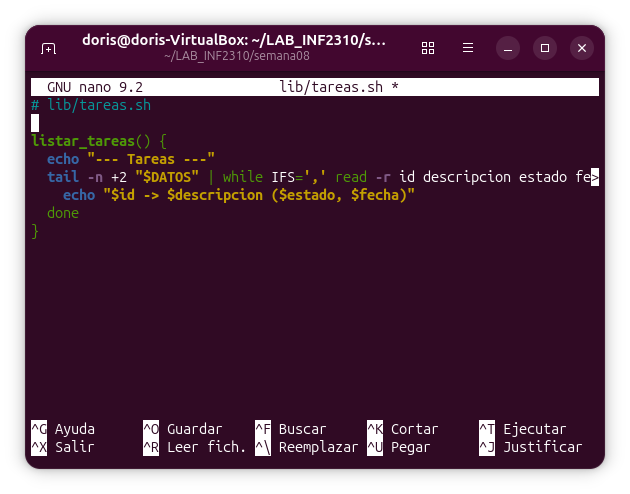 doris@doris-VirtualBox: ~/LAB_INF2310/s...
~/LAB_INF2310/semana08
GNU nano 9.2 lib/tareas.sh *
# lib/tareas.sh
listar_tareas() {
  echo "--- Tareas ---"
  tail -n +2 "$DATOS" | while IFS=',' read -r id descripcion estado fe>
    echo "$id -> $descripcion ($estado, $fecha)"
  done
}
^G Ayuda ^O Guardar ^F Buscar ^K Cortar ^T Ejecutar
^X Salir ^R Leer fich. ^\ Reemplazar ^U Pegar ^J Justificar